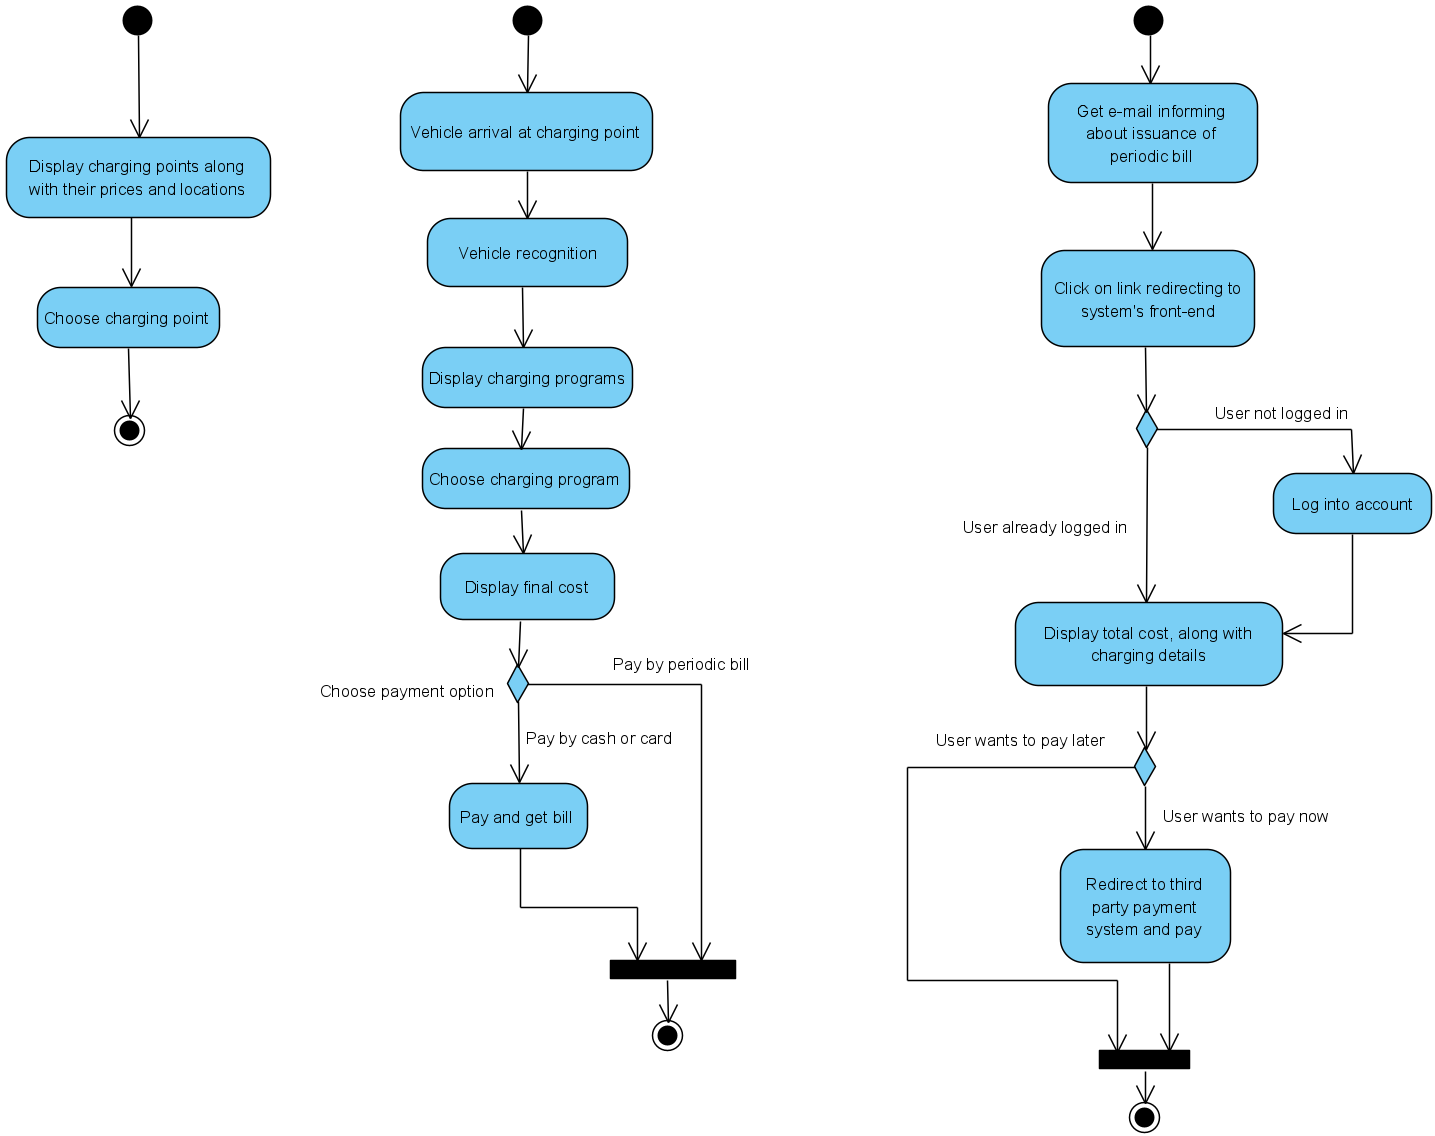 Display charging points along
with their prices and locations
Choose charging point
Vehicle arrival at charging point
Vehicle recognition
Display charging programs
Choose charging program
Display final cost
Choose payment option
Pay by periodic bill
Pay by cash or card
Pay and get bill
Get e-mail informing
about issuance of
periodic bill
Click on link redirecting to
system's front-end
User not logged in
Log into account
User already logged in
Display total cost, along with
charging details
User wants to pay later
User wants to pay now
Redirect to third
party payment
system and pay